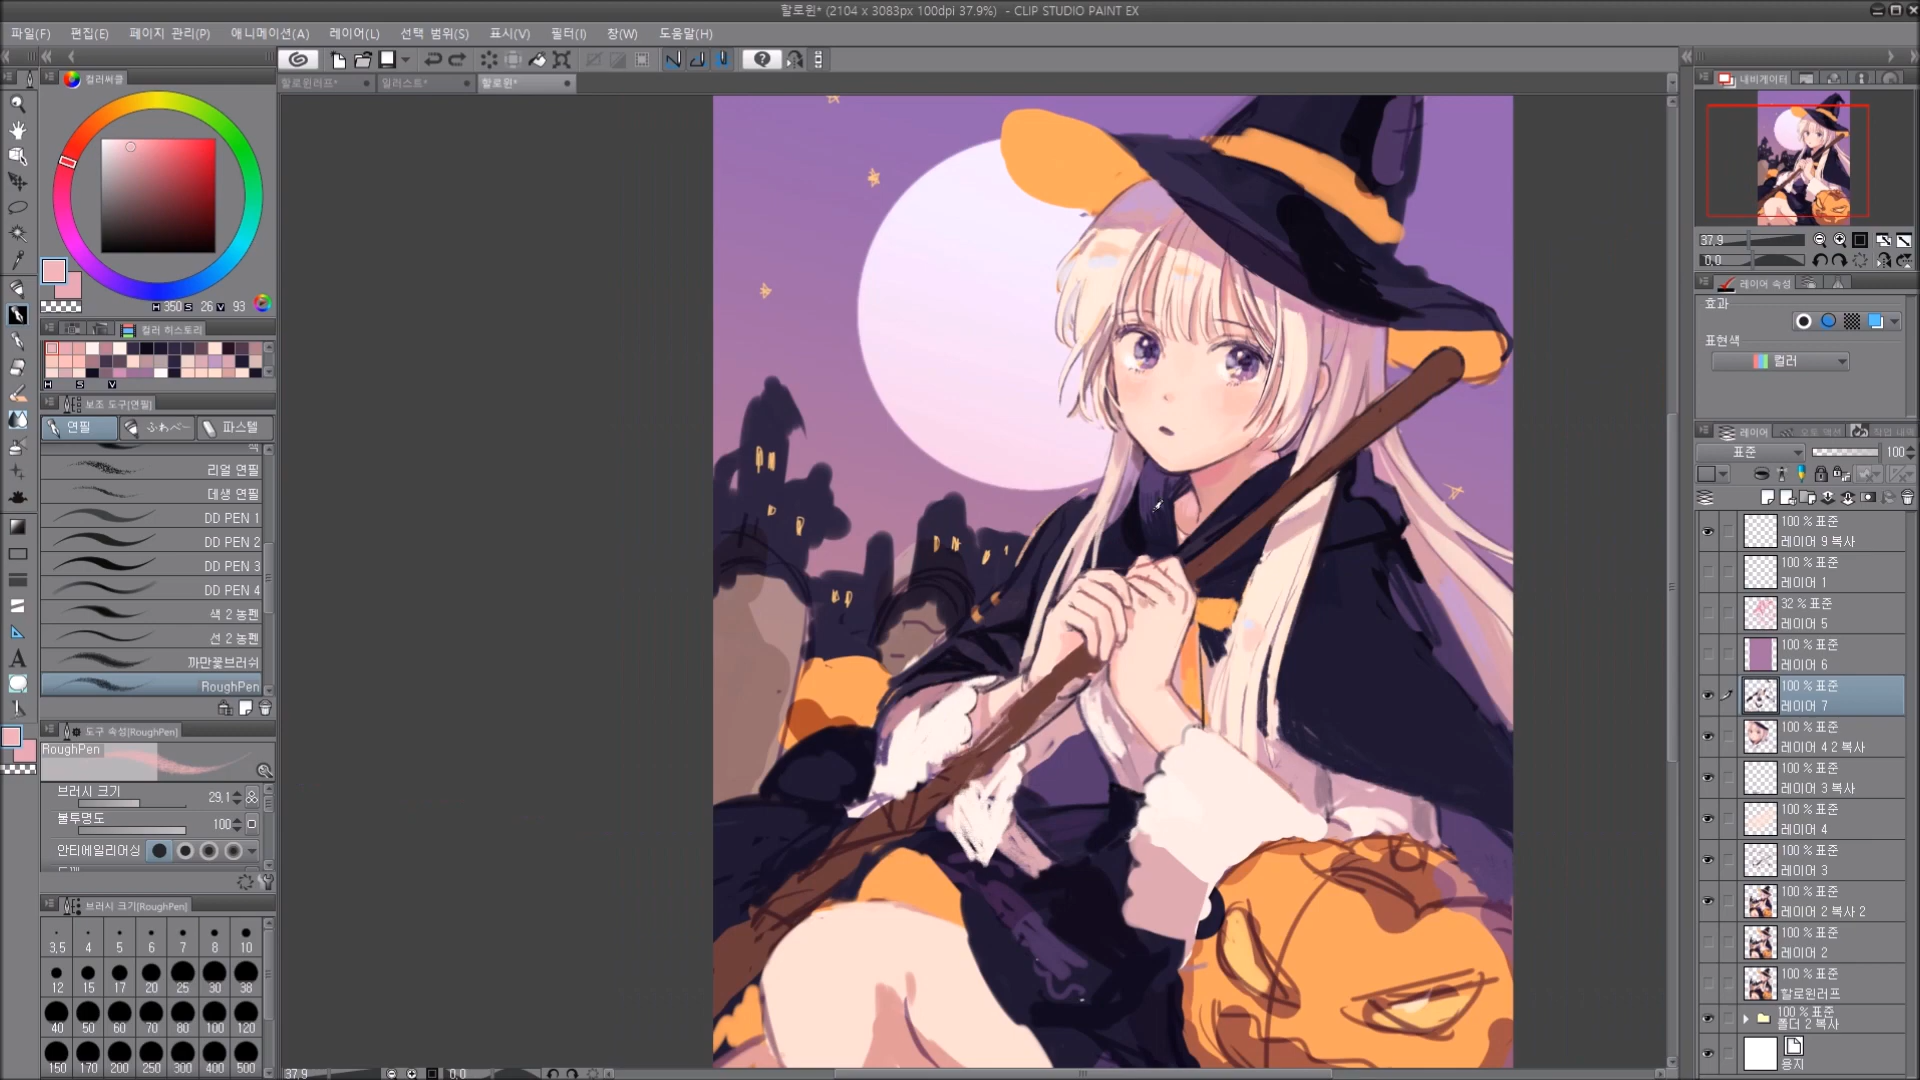 할로윈* (2104 x 3083px 100dpi 37.9%) - CLIP STUDIO PAINT EX
파일(F) 편집(E) 페이지 관리(P) 애니메이션(A) 레이어(L) 선택 범위(S) 표시(V) 필터(I) 창(W) 도움말(H)
컬러써클
할로윈러프* 일러스트* 할로윈*
내비게이터
H 350 S 26 V 93
컬러 히스토리
H S V
보조 도구[연필]
연필 ふわべー 파스텔
리얼 연필
데생 연필
DD PEN 1
DD PEN 2
DD PEN 3
DD PEN 4
색 2 농펜
선 2 농펜
까만꽃브러쉬
RoughPen
도구 속성[RoughPen]
RoughPen
브러시 크기 29.1
불투명도 100
안티에일리어싱
브러시 크기[RoughPen]
3.5 4 5 6 7 8 10
12 15 17 20 25 30 38
40 50 60 70 80 100 120
150 170 200 250 300 400 500
37.9 0.0
37.9
0.0
레이어 속성
효과
표현색
컬러
레이어 오토 액션 작업 내역
표준 100
100 % 표준
레이어 9 복사
100 % 표준
레이어 1
32 % 표준
레이어 5
100 % 표준
레이어 6
100 % 표준
레이어 7
100 % 표준
레이어 4 2 복사
100 % 표준
레이어 3 복사
100 % 표준
레이어 4
100 % 표준
레이어 3
100 % 표준
레이어 2 복사 2
100 % 표준
레이어 2
100 % 표준
할로윈러프
100 % 표준
폴더 2 복사
용지